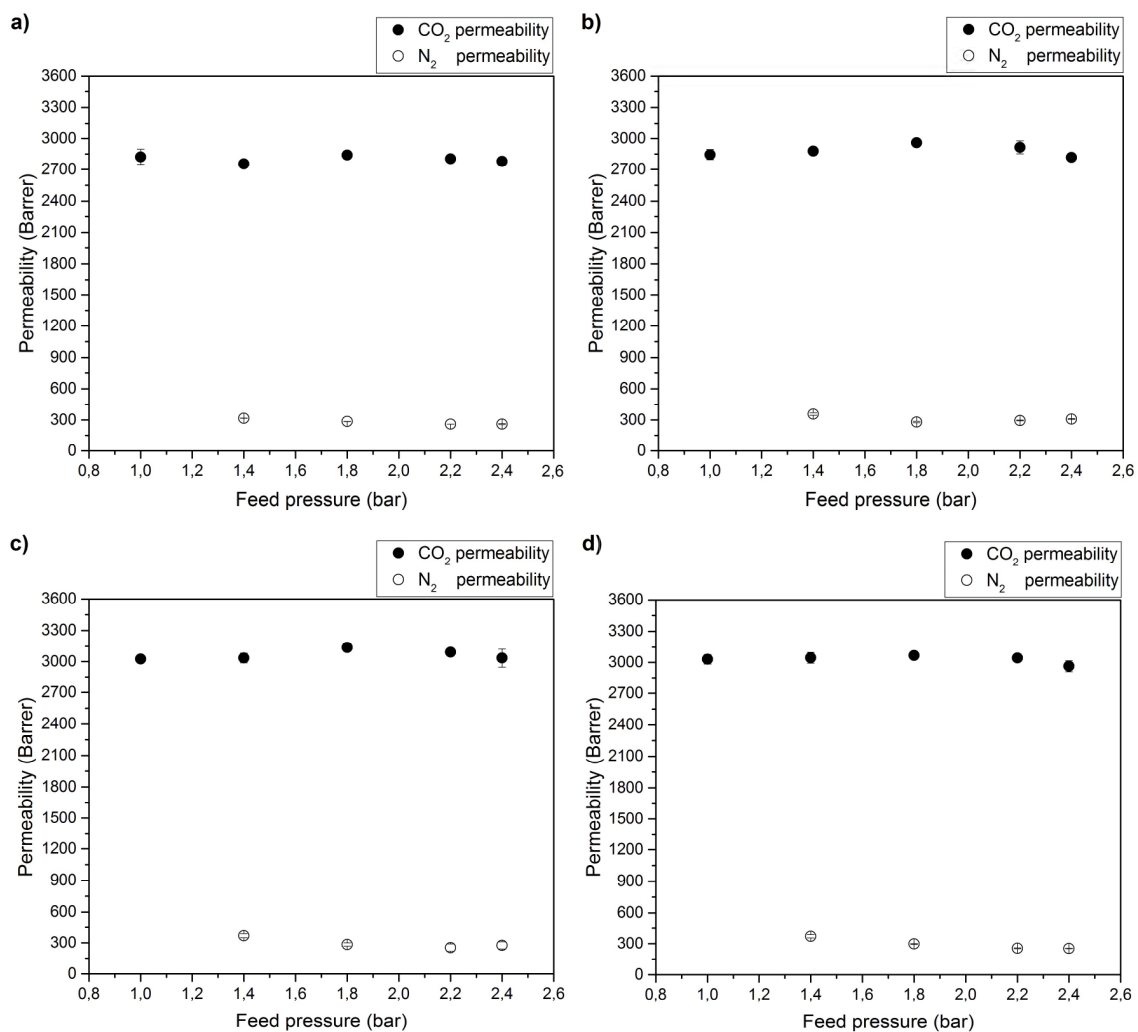 a)
CO2 permeability
N2 permeability
3600
3300
3000
2700
2400
2100
1800
1500
1200
900
600
300
0
Permeability (Barrer)
0,8 1,0 1,2 1,4 1,6 1,8 2,0 2,2 2,4 2,6
Feed pressure (bar)
b)
CO2 permeability
N2 permeability
3600
3300
3000
2700
2400
2100
1800
1500
1200
900
600
300
0
Permeability (Barrer)
0,8 1,0 1,2 1,4 1,6 1,8 2,0 2,2 2,4 2,6
Feed pressure (bar)
c)
CO2 permeability
N2 permeability
3600
3300
3000
2700
2400
2100
1800
1500
1200
900
600
300
0
Permeability (Barrer)
0,8 1,0 1,2 1,4 1,6 1,8 2,0 2,2 2,4 2,6
Feed pressure (bar)
d)
CO2 permeability
N2 permeability
3600
3300
3000
2700
2400
2100
1800
1500
1200
900
600
300
0
Permeability (Barrer)
0,8 1,0 1,2 1,4 1,6 1,8 2,0 2,2 2,4 2,6
Feed pressure (bar)